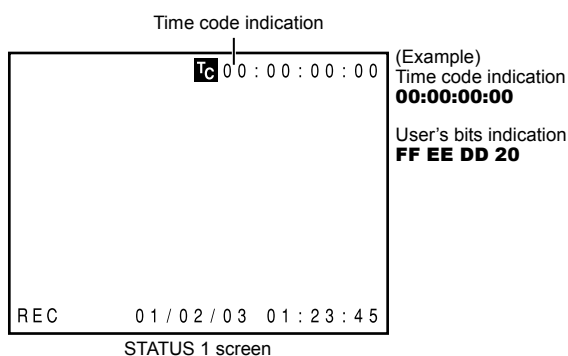 Time code indication
TC 00:00:00:00
(Example)
Time code indication
00:00:00:00
User's bits indication
FF EE DD 20
REC 01/02/03 01:23:45
STATUS 1 screen